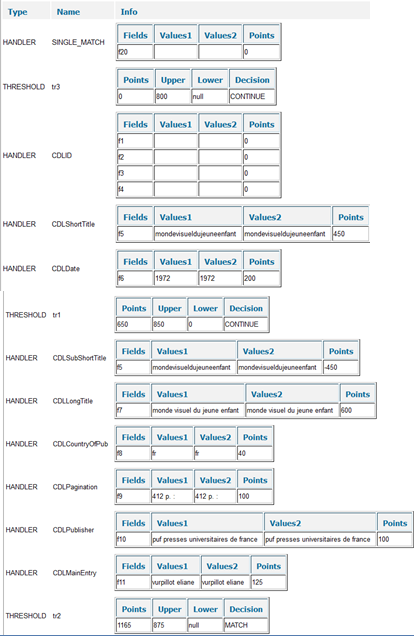 Type Name Info
Fields Values1 Values2 Points
HANDLER SINGLE_MATCH f20 0
Points Upper Lower Decision
THRESHOLD tr3 0 800 null CONTINUE
Fields Values1 Values2 Points
f1 0
f2 0
HANDLER CDLID
f3 0
f4 0
Fields Values1 Values2 Points
HANDLER CDLShortTitle f5 mondevisueldujeuneenfant mondevisueldujeuneenfant 450
Fields Values1 Values2 Points
HANDLER CDLDate f6 1972 1972 200
Points Upper Lower Decision
THRESHOLD tr1 650 850 0 CONTINUE
Fields Values1 Values2 Points
HANDLER CDLSubShortTitle f5 mondevisueldujeuneenfant mondevisueldujeuneenfant -450
Fields Values1 Values2 Points
HANDLER CDLLongTitle f7 monde visuel du jeune enfant monde visuel du jeune enfant 600
Fields Values1 Values2 Points
HANDLER CDLCountryOfPub f8 fr fr 40
Fields Values1 Values2 Points
HANDLER CDLPagination f9 412 p. : 412 p. : 100
Fields Values1 Values2 Points
HANDLER CDLPublisher f10 puf presses universitaires de france puf presses universitaires de france 100
Fields Values1 Values2 Points
HANDLER CDLMainEntry f11 vurpillot eliane vurpillot eliane 125
Points Upper Lower Decision
THRESHOLD tr2 1165 875 null MATCH